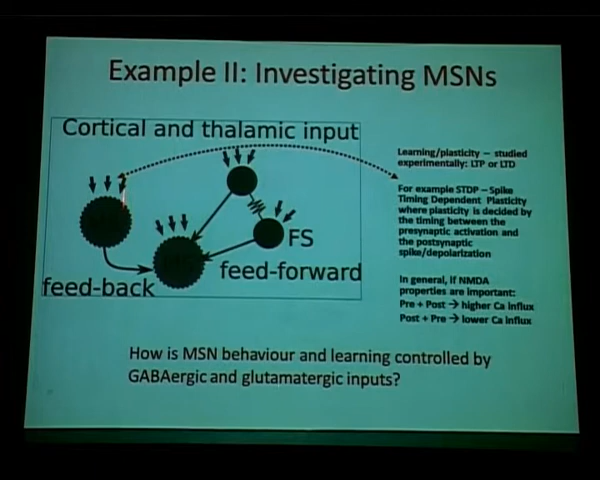 Example II: Investigating MSNs
Cortical and thalamic input
FS
feed-forward
feed-back
Learning/plasticity – studied
experimentally: LTP or LTD
For example STDP – Spike
Timing Dependent Plasticity
where plasticity is decided by
the timing between the
presynaptic activation and
the postsynaptic
spike/depolarization
In general, if NMDA
properties are important:
Pre + Post → higher Ca influx
Post + Pre → lower Ca influx
How is MSN behaviour and learning controlled by
GABAergic and glutamatergic inputs?